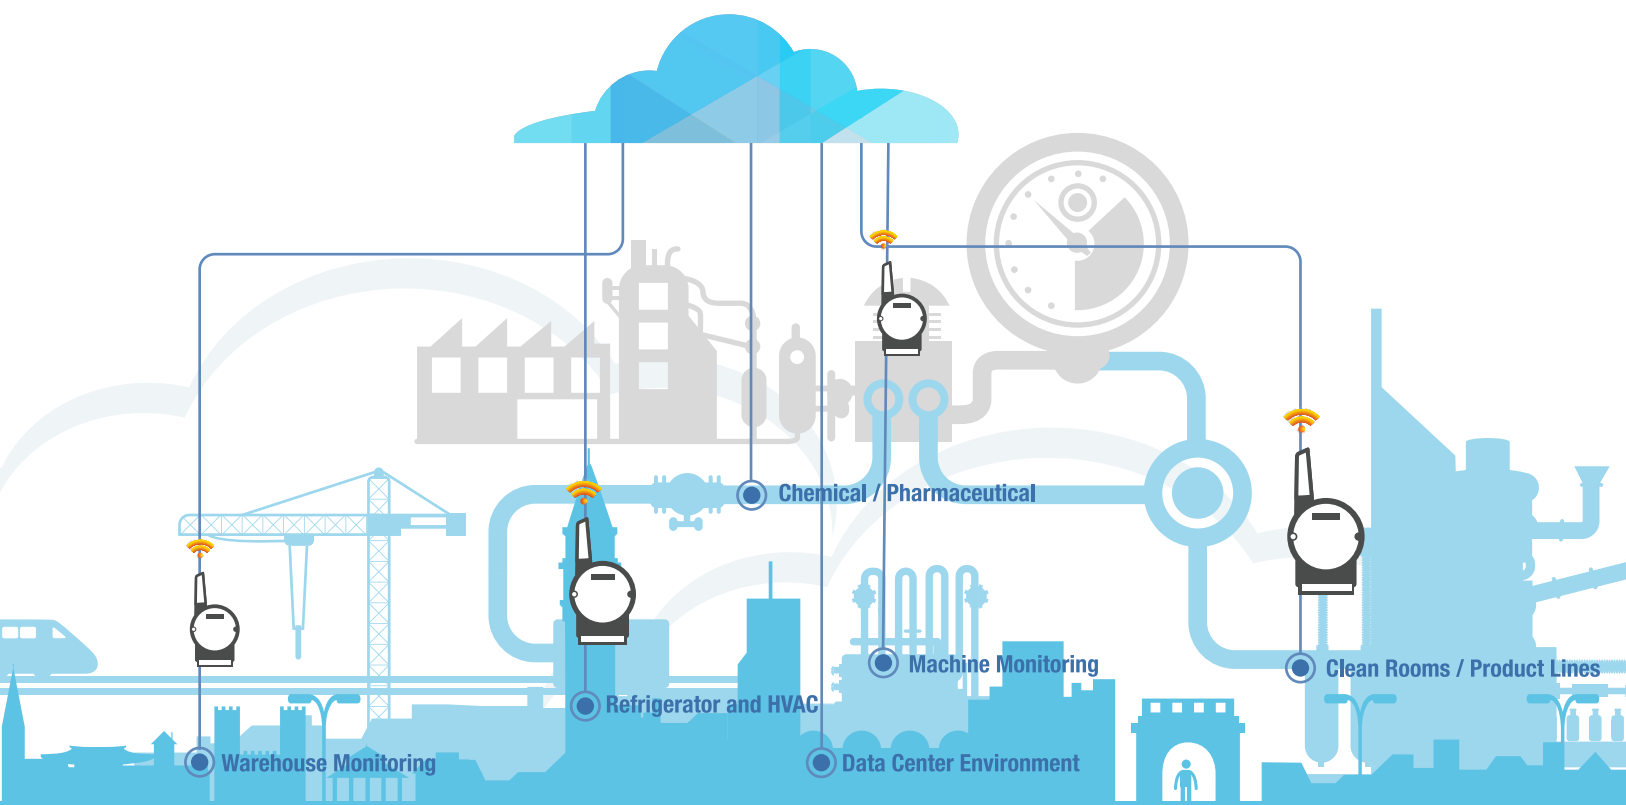 Chemical / Pharmaceutical
Machine Monitoring
Clean Rooms / Product Lines
Refrigerator and HVAC
Warehouse Monitoring
Data Center Environment